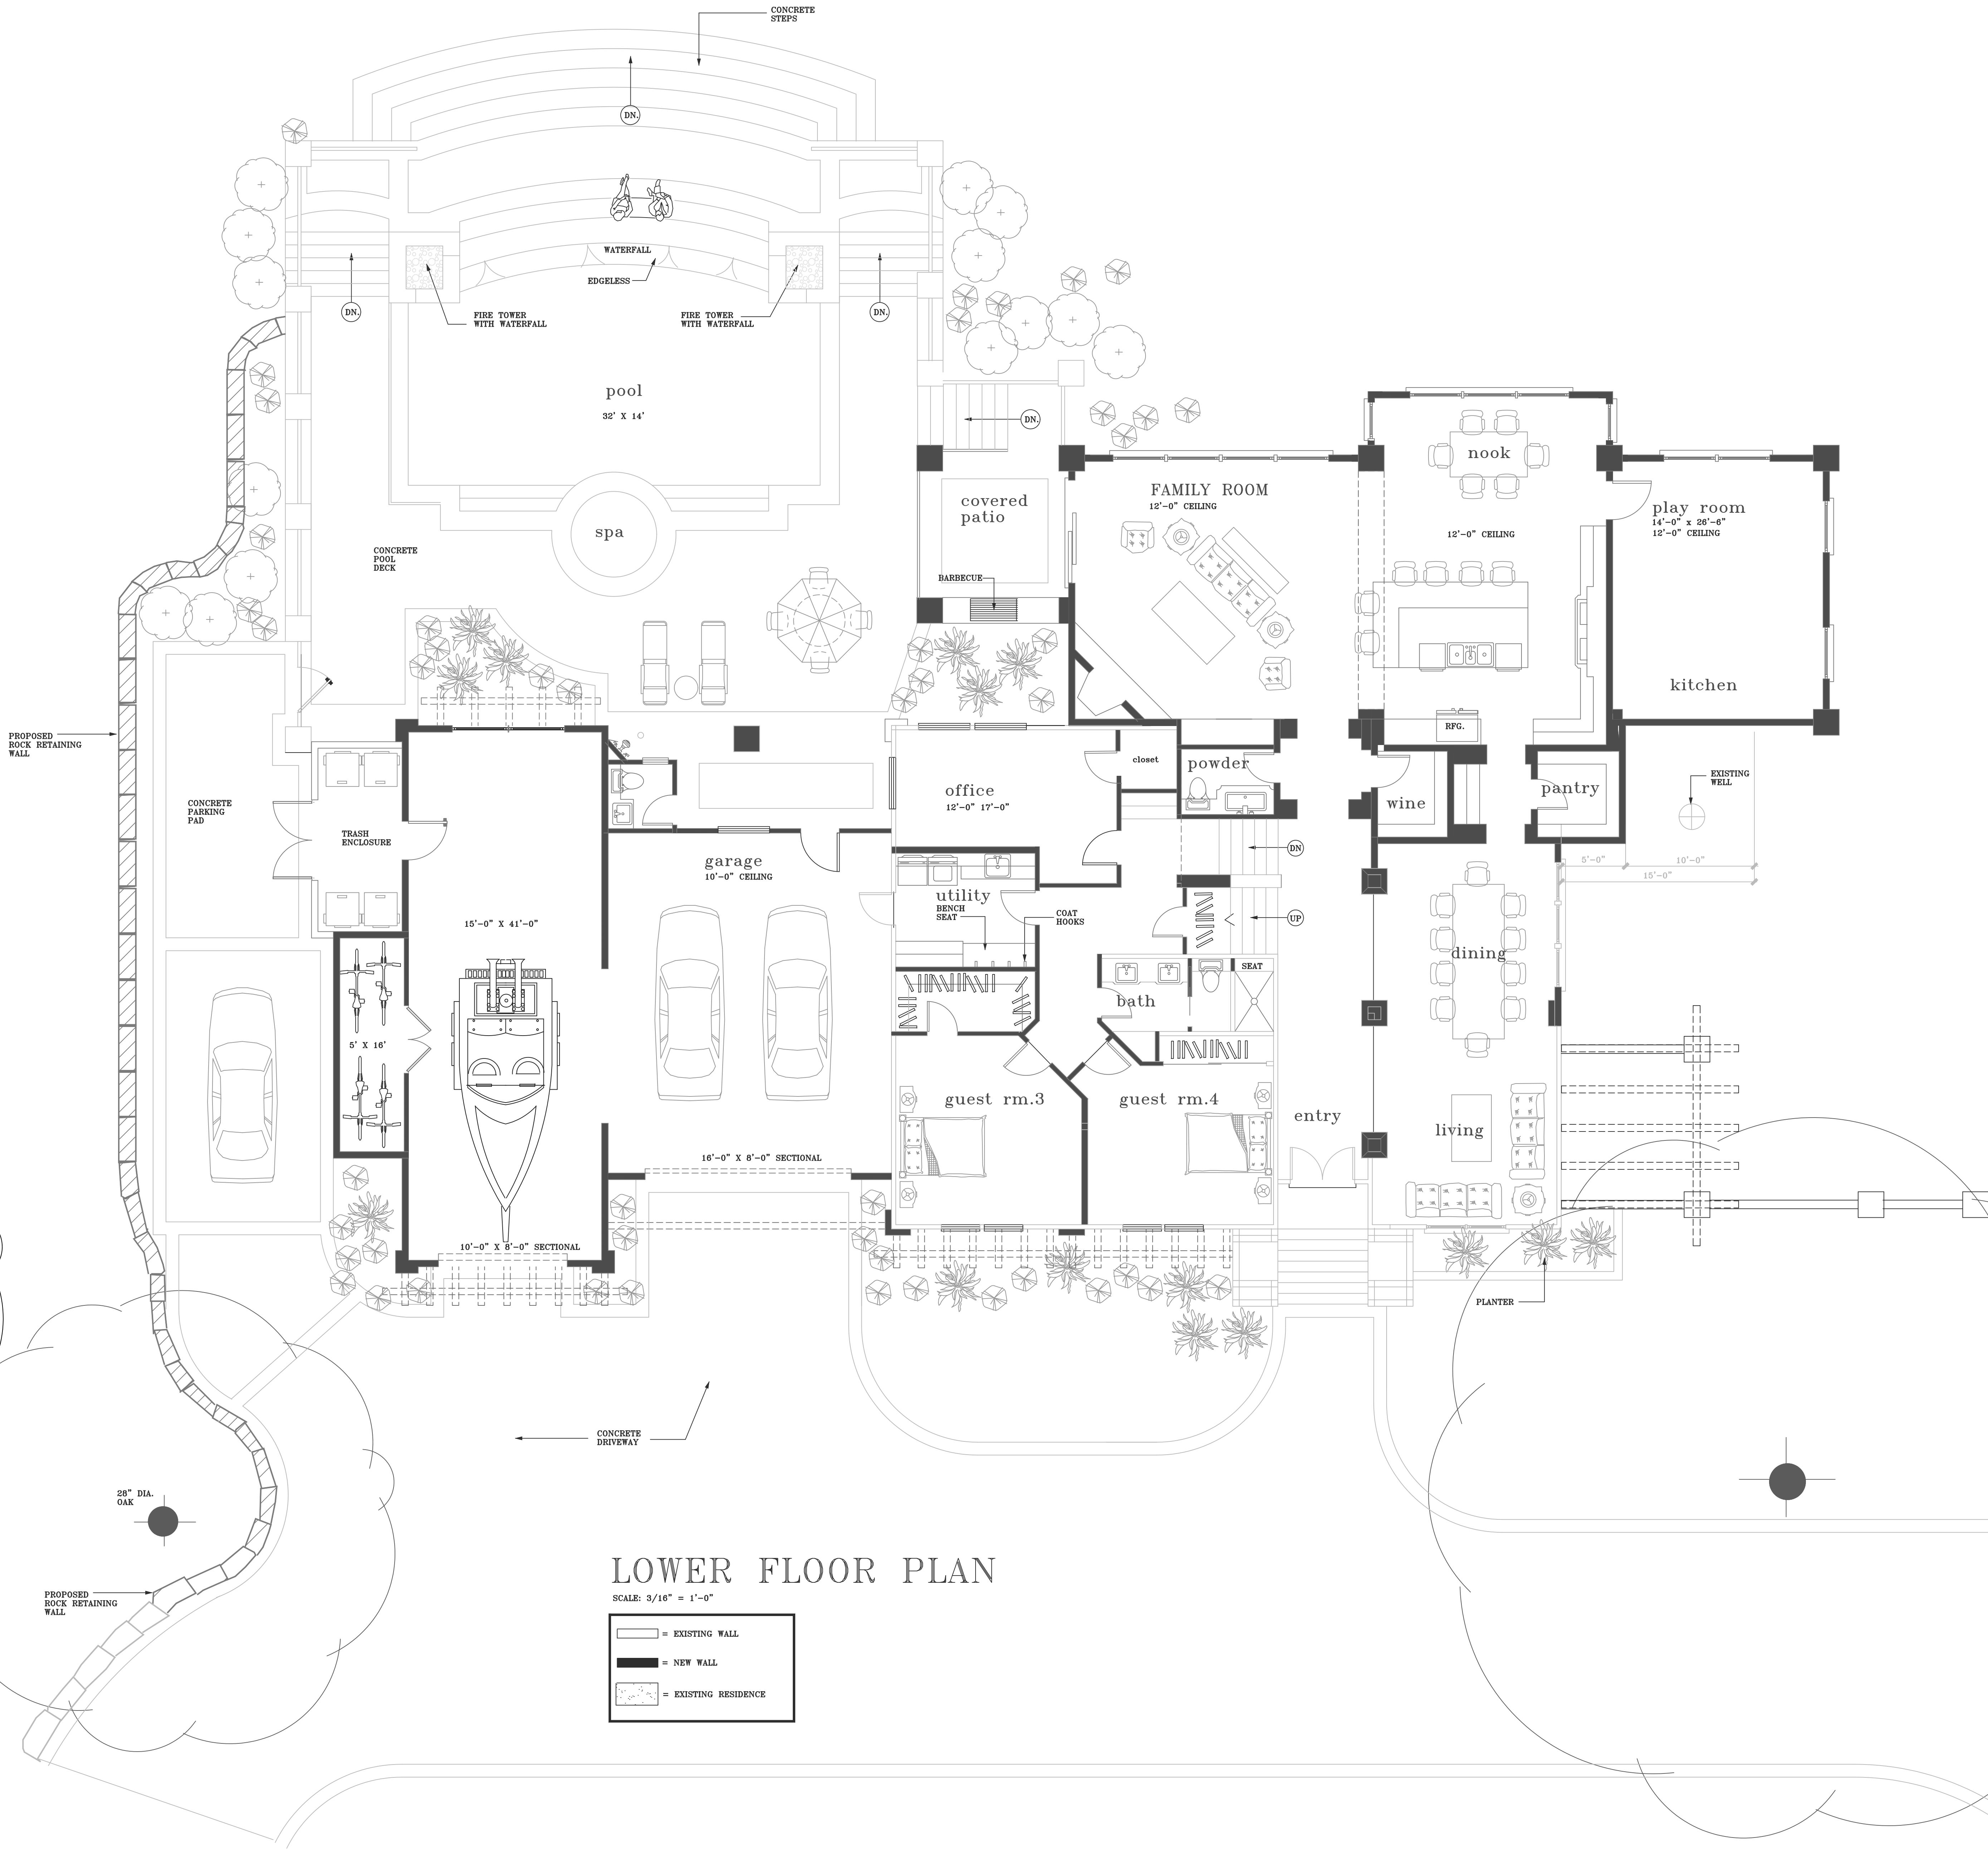 CONCRETE
STEPS
DN.
WATERFALL
EDGELESS
DN.
DN.
FIRE TOWER
WITH WATERFALL
FIRE TOWER
WITH WATERFALL
pool
32' X 14'
DN.
spa
CONCRETE
POOL
DECK
covered
patio
BARBECUE
FAMILY ROOM
12'-0" CEILING
nook
12'-0" CEILING
play room
14'-0" x 26'-6"
12'-0" CEILING
kitchen
RFG.
PROPOSED
ROCK RETAINING
WALL
CONCRETE
PARKING
PAD
TRASH
ENCLOSURE
office
12'-0" 17'-0"
closet
powder
wine
pantry
EXISTING
WELL
5'-0"
10'-0"
15'-0"
garage
10'-0" CEILING
DN
utility
BENCH
SEAT
COAT
HOOKS
UP
15'-0" X 41'-0"
dining
SEAT
bath
5' X 16'
guest rm.3
guest rm.4
entry
living
16'-0" X 8'-0" SECTIONAL
10'-0" X 8'-0" SECTIONAL
PLANTER
CONCRETE
DRIVEWAY
28" DIA.
OAK
PROPOSED
ROCK RETAINING
WALL
LOWER FLOOR PLAN
SCALE: 3/16" = 1'-0"
= EXISTING WALL
= NEW WALL
= EXISTING RESIDENCE